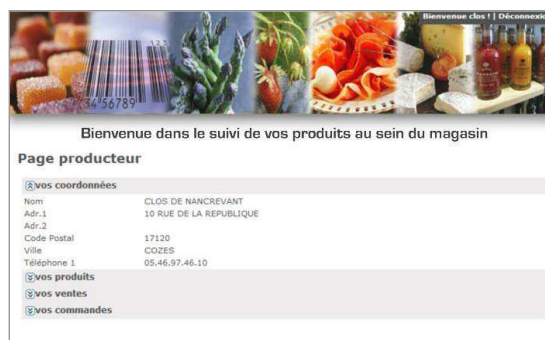 Bienvenue clos ! | Déconnexio
123
34 56789
Bienvenue dans le suivi de vos produits au sein du magasin
Page producteur
vos coordonnées
Nom CLOS DE NANCREVANT
Adr.1 10 RUE DE LA REPUBLIQUE
Adr.2
Code Postal 17120
Ville COZES
Téléphone 1 05.46.97.46.10
vos produits
vos ventes
vos commandes